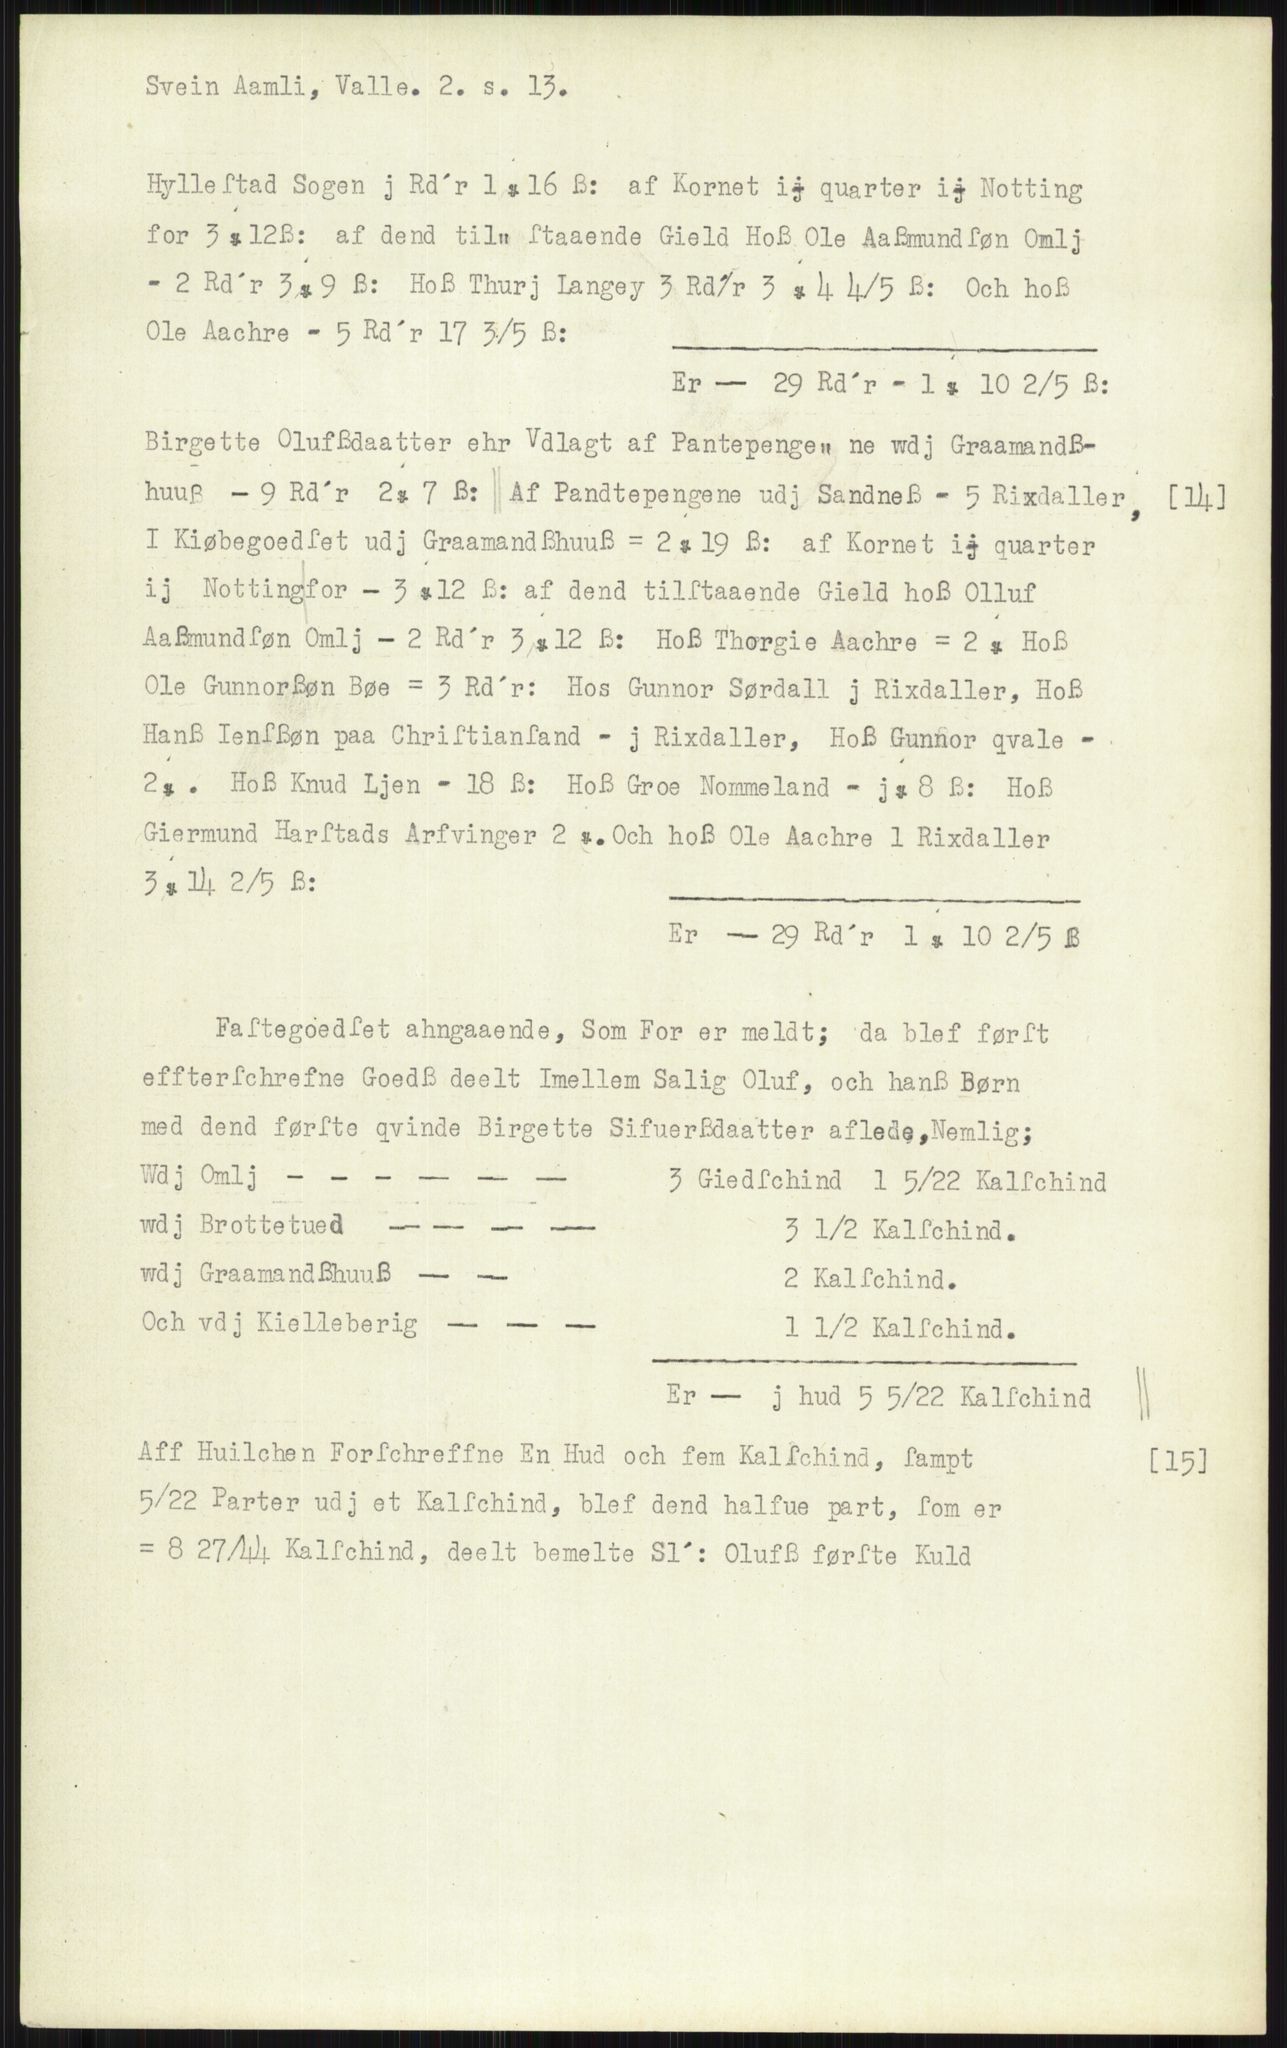 Svein Aamli, Valle. 2. s. 13.
Hylleſtad Sogen j Rd´r 1 ⁎ 16 ß: af Kornet ij quarter ij Notting
for 3 ⁎ 12ß: af dend til„ ſtaaende Gield Hoß Ole Aaßmundſøn Omlj
- 2 Rd´r 3 ⁎ 9 ß: Hoß Thurj Langey 3 Rd´r 3 ⁎ 4 4/5 ß: Och hoß
Ole Aachre - 5 Rd´r 17 3/5 ß:
Er — 29 Rd´r - 1 ⁎ 10 2/5 ß:
Birgette Olufßdaatter ehr Vdlagt af Pantepenge„ ne wdj Graamandß-
huuß - 9 Rd´r 2⁎ 7 ß: || Af Pandtepengene udj Sandneß - 5 Rixdaller, [14]
I Kiøbegoedſet udj Graamandßhuuß = 2 ⁎ 19 ß: af Kornet ij quarter
ij Notting|for - 3 ⁎12 ß: af dend tilſtaaende Gield hoß Olluf
Aaßmundſøn Omlj - 2 Rd´r 3 ⁎ 12 ß: Hoß Thorgie Aachre = 2 ⁎ Hoß
Ole Gunnorßøn Bøe = 3 Rd´r: Hos Gunnor Sørdall j Rixdaller, Hoß
Hanß Ienſßøn paa Chriſtianſand - j Rixdaller, Hoß Gunnor qvale -
2⁎ . Hoß Knud Ljen - 18 ß: Hoß Groe Nommeland - j⁎ 8 ß: Hoß
Giermund Harſtads Arfvinger 2 ⁎. Och hoß Ole Aachre 1 Rixdaller
3 ⁎ 14 2/5 ß:
Er — 29 Rd´r 1 ⁎ 10 2/5 ß
Faſtegoedſet ahngaaende, Som For er meldt; da blef førſt
effterſchrefne Goedß deelt Imellem Salig Oluf, och hanß Børn
med dend førſte qvinde Birgette Sifuerßdaatter aflede, Nemlig;
Wdj Omlj - - - - - - 3 Giedſchind 1 5/22 Kalſchind
wdj Brottetued — — — — 3 1/2 Kalſchind.
wdj Graamandßhuuß — — 2 Kalſchind.
Och vdj Kielleberig — — — 1 1/2 Kalſchind.
Er — j hud 5 5/22 Kalſchind ||
Aff Huilchen Forſchreffne En Hud och fem Kalſchind, ſampt [15]
5/22 Parter udj et Kalſchind, blef dend halfue part, ſom er
= 8 27/44 Kalſchind, deelt bemelte Sl´: Olufß førſte Kuld